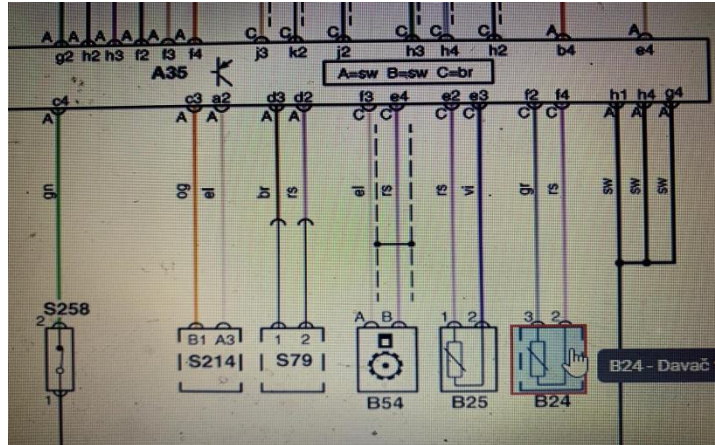 A A A A A A C C C C C C A A
g2 h2 h3 f2 f3 f4 j3 k2 j2 h3 h4 h2 b4 e4
A35
A=sw B=sw C=br
c4 c3 a2 d3 d2 f3 e4 e2 e3 f2 f4 h1 h4 g4
A A A A A C C C C C C A A A
gn og el br rs el rs rs vi gr rs sw sw sw
S258
2
1
B1 A3
S214
1 2
S79
A B
B54
1 2
B25
3 2
B24
B24 - Davač